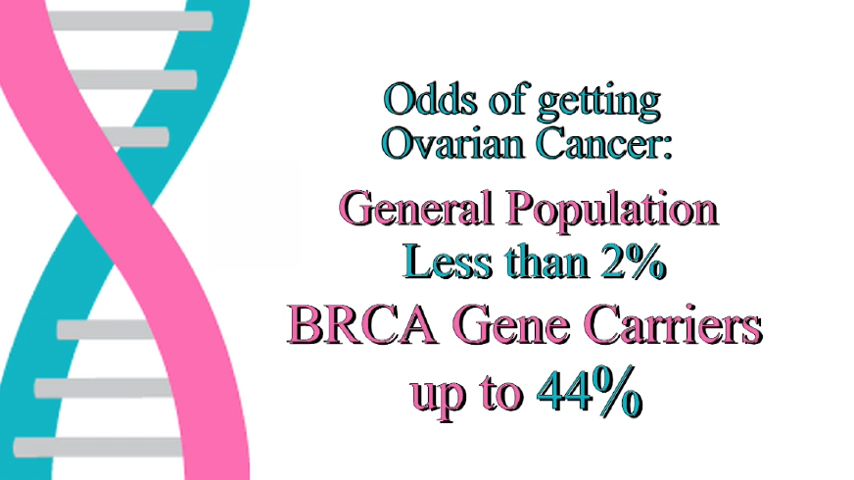 Odds of getting
Ovarian Cancer:
General Population
Less than 2%
BRCA Gene Carriers
up to 44%